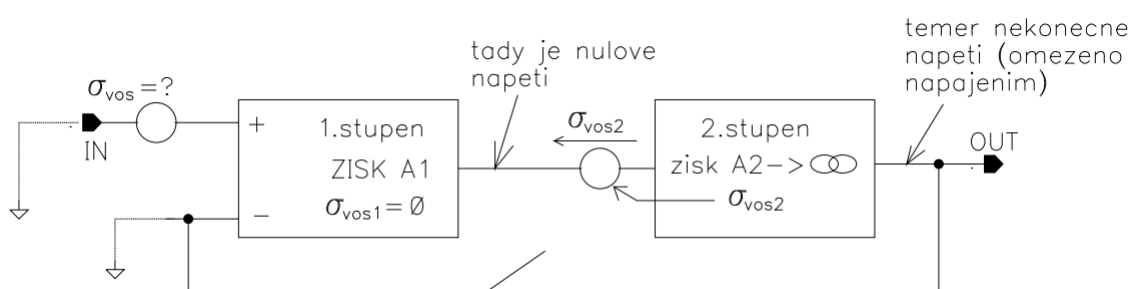 temer nekonecne
napeti (omezeno
napajenim)
tady je nulove
napeti
σvos=?
IN
+
−
1.stupen
ZISK A1
σvos1=Ø
σvos2
σvos2
2.stupen
zisk A2->∞
OUT